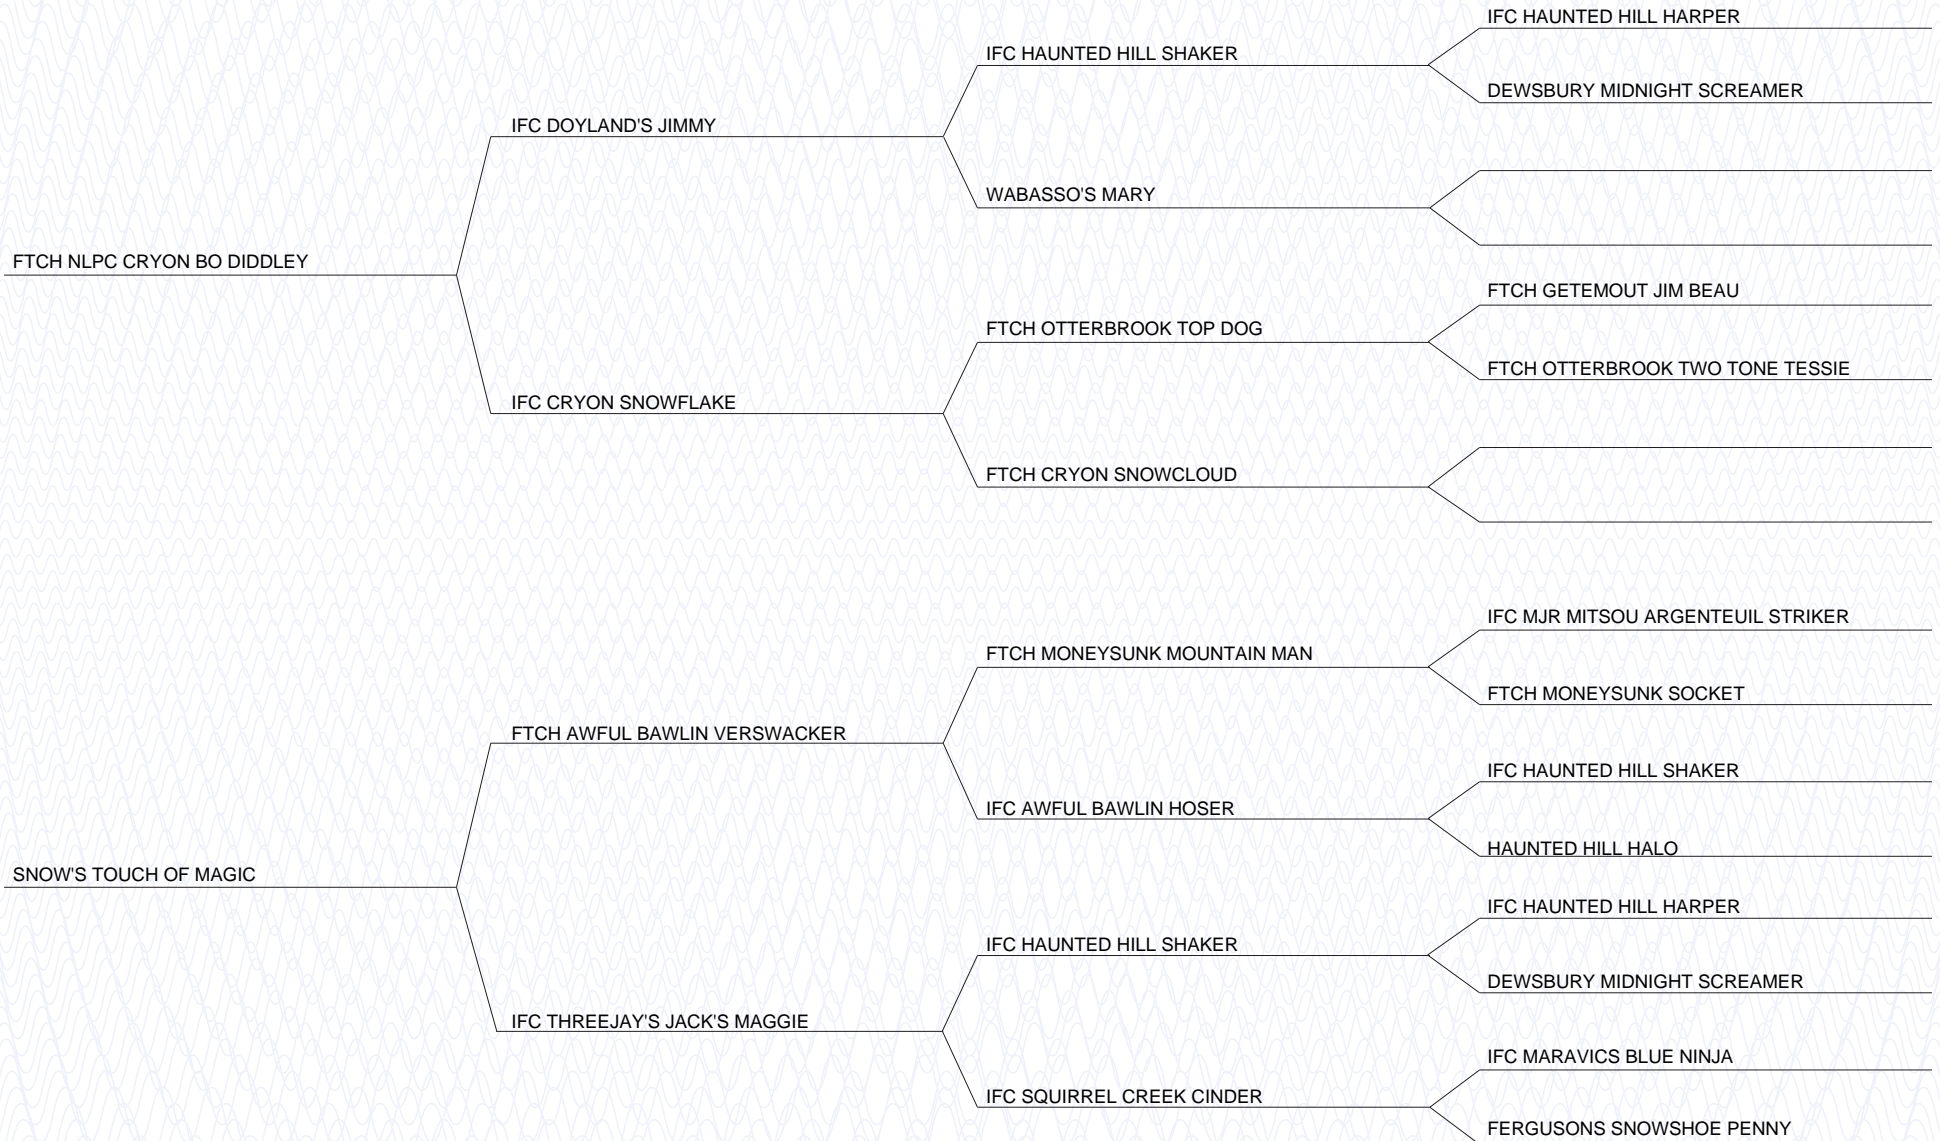 IFC HAUNTED HILL HARPER
IFC HAUNTED HILL SHAKER
DEWSBURY MIDNIGHT SCREAMER
IFC DOYLAND'S JIMMY
WABASSO'S MARY
FTCH NLPC CRYON BO DIDDLEY
FTCH GETEMOUT JIM BEAU
FTCH OTTERBROOK TOP DOG
FTCH OTTERBROOK TWO TONE TESSIE
IFC CRYON SNOWFLAKE
FTCH CRYON SNOWCLOUD
IFC MJR MITSOU ARGENTEUIL STRIKER
FTCH MONEYSUNK MOUNTAIN MAN
FTCH MONEYSUNK SOCKET
FTCH AWFUL BAWLIN VERSWACKER
IFC HAUNTED HILL SHAKER
IFC AWFUL BAWLIN HOSER
HAUNTED HILL HALO
SNOW'S TOUCH OF MAGIC
IFC HAUNTED HILL HARPER
IFC HAUNTED HILL SHAKER
DEWSBURY MIDNIGHT SCREAMER
IFC THREEJAY'S JACK'S MAGGIE
IFC MARAVICS BLUE NINJA
IFC SQUIRREL CREEK CINDER
FERGUSONS SNOWSHOE PENNY